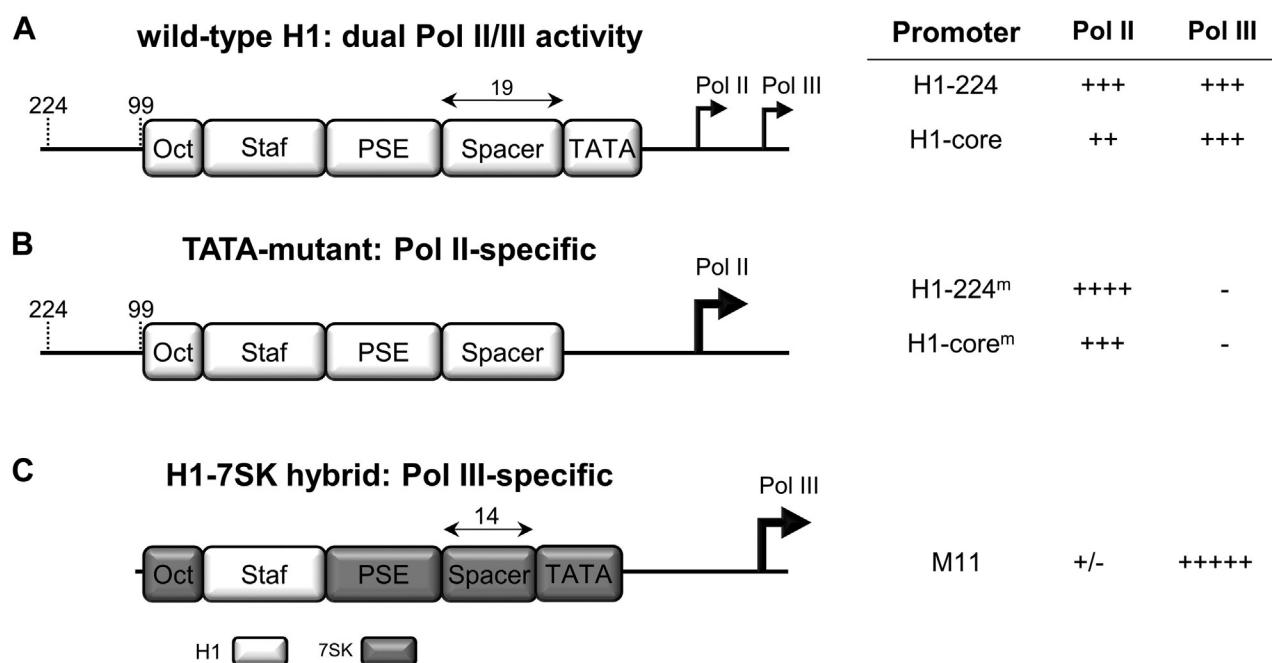 A
wild-type H1: dual Pol II/III activity
Promoter Pol II Pol III
224 99 19 Pol II Pol III
Oct Staf PSE Spacer TATA
H1-224 +++ +++
H1-core ++ +++
B
TATA-mutant: Pol II-specific
224 99 Pol II
Oct Staf PSE Spacer
H1-224ᵐ ++++ -
H1-coreᵐ +++ -
C
H1-7SK hybrid: Pol III-specific
14 Pol III
Oct Staf PSE Spacer TATA
M11 +/- +++++
H1 7SK